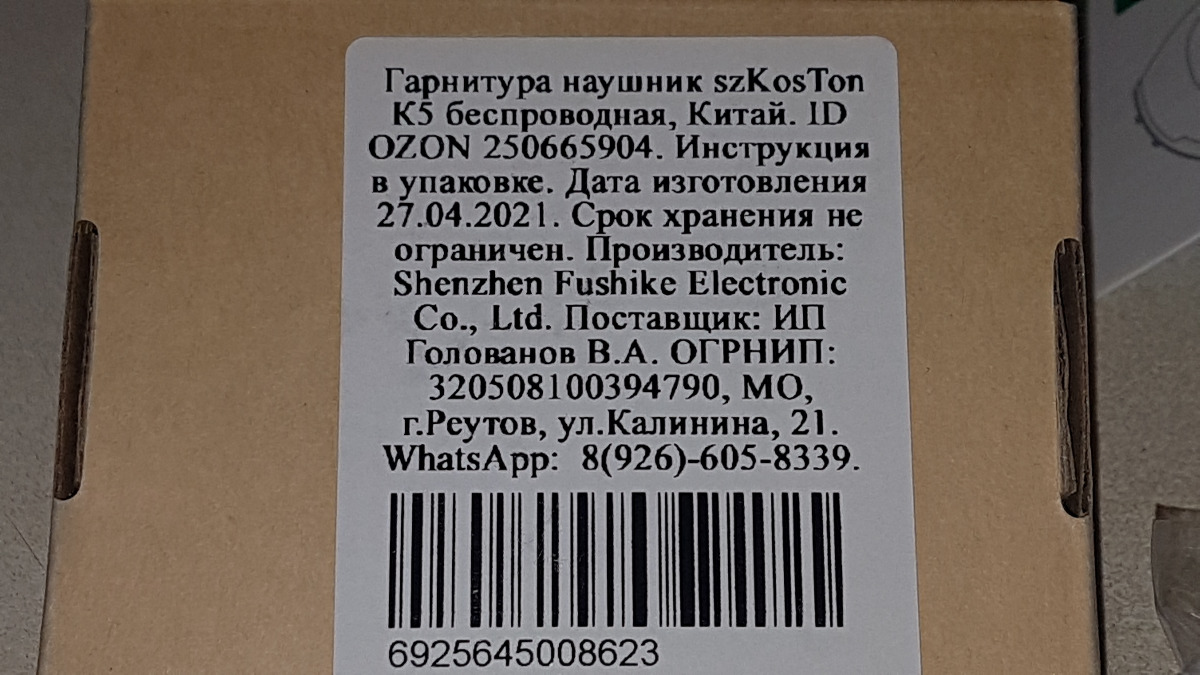 Гарнитура наушник szKosTon
K5 беспроводная, Китай. ID
OZON 250665904. Инструкция
в упаковке. Дата изготовления
27.04.2021. Срок хранения не
ограничен. Производитель:
Shenzhen Fushike Electronic
Co., Ltd. Поставщик: ИП
Голованов В.А. ОГРНИП:
320508100394790, МО,
г.Реутов, ул.Калинина, 21.
WhatsApp: 8(926)-605-8339.
6925645008623